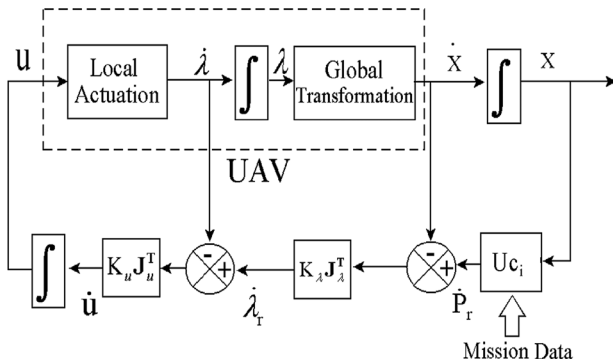 u
Local
Actuation
λ̇
∫
λ
Global
Transformation
ẋ
∫
x
UAV
∫
u̇
K_u J_u^T
- +
λ̇_r
K_λ J_λ^T
- +
Ṗ_r
Uc_i
Mission Data